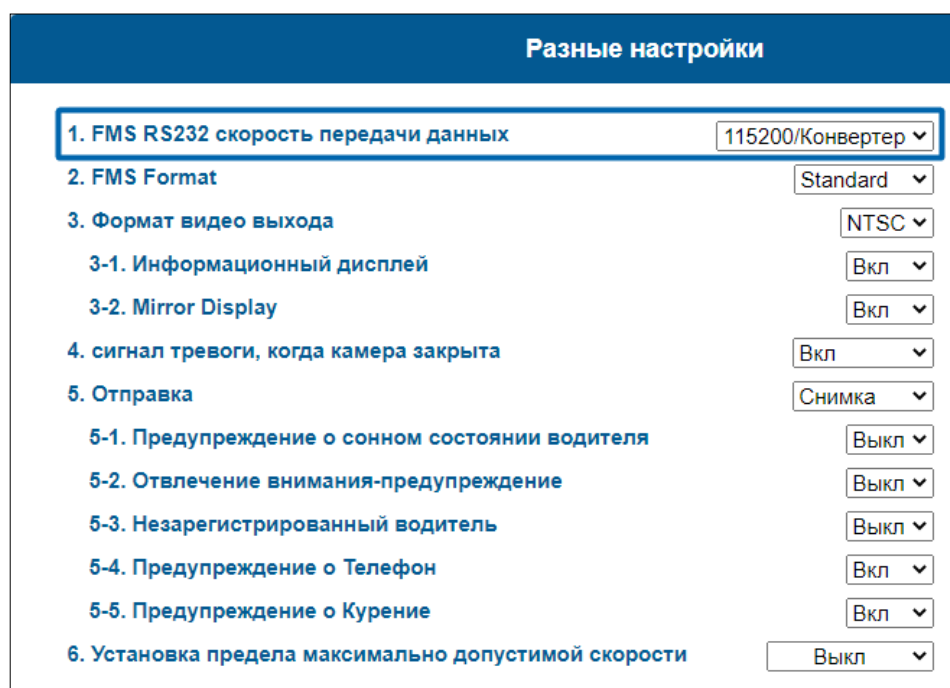 Разные настройки
1. FMS RS232 скорость передачи данных 115200/Конвертер
2. FMS Format Standard
3. Формат видео выхода NTSC
3-1. Информационный дисплей Вкл
3-2. Mirror Display Вкл
4. сигнал тревоги, когда камера закрыта Вкл
5. Отправка Снимка
5-1. Предупреждение о сонном состоянии водителя Выкл
5-2. Отвлечение внимания-предупреждение Выкл
5-3. Незарегистрированный водитель Выкл
5-4. Предупреждение о Телефон Вкл
5-5. Предупреждение о Курение Вкл
6. Установка предела максимально допустимой скорости Выкл